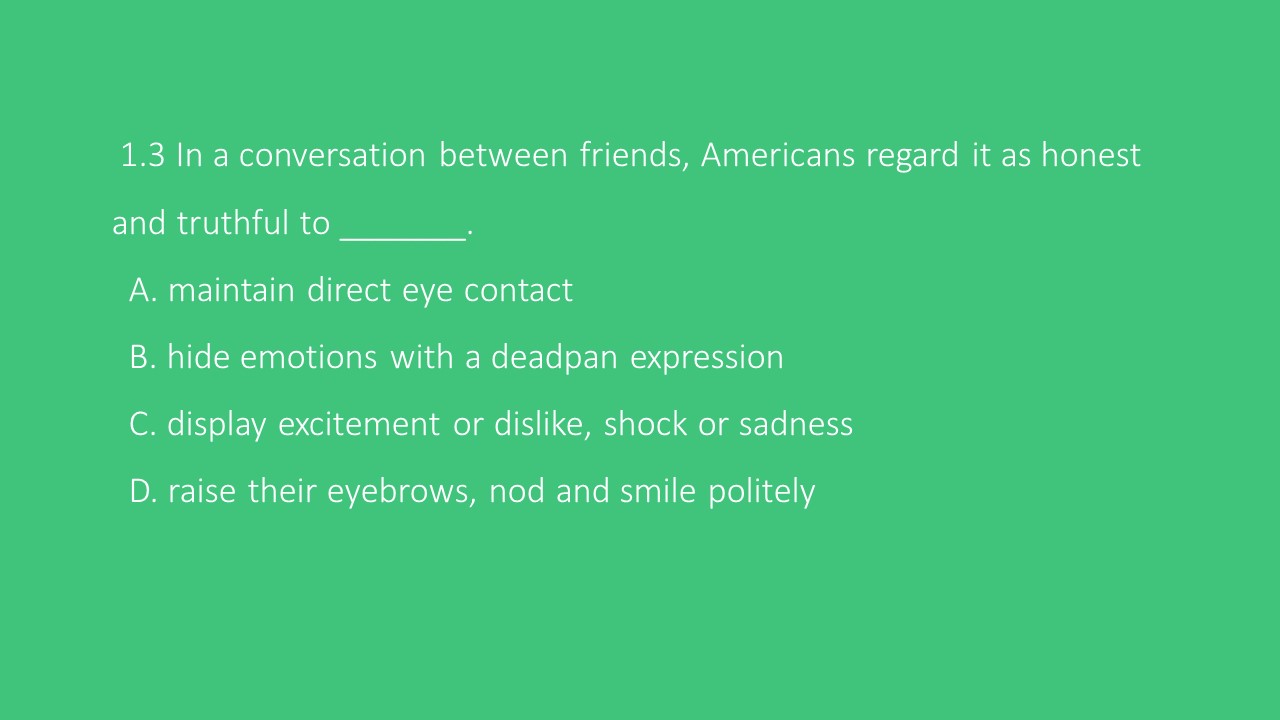 1.3 In a conversation between friends, Americans regard it as honest
and truthful to _______.
A. maintain direct eye contact
B. hide emotions with a deadpan expression
C. display excitement or dislike, shock or sadness
D. raise their eyebrows, nod and smile politely